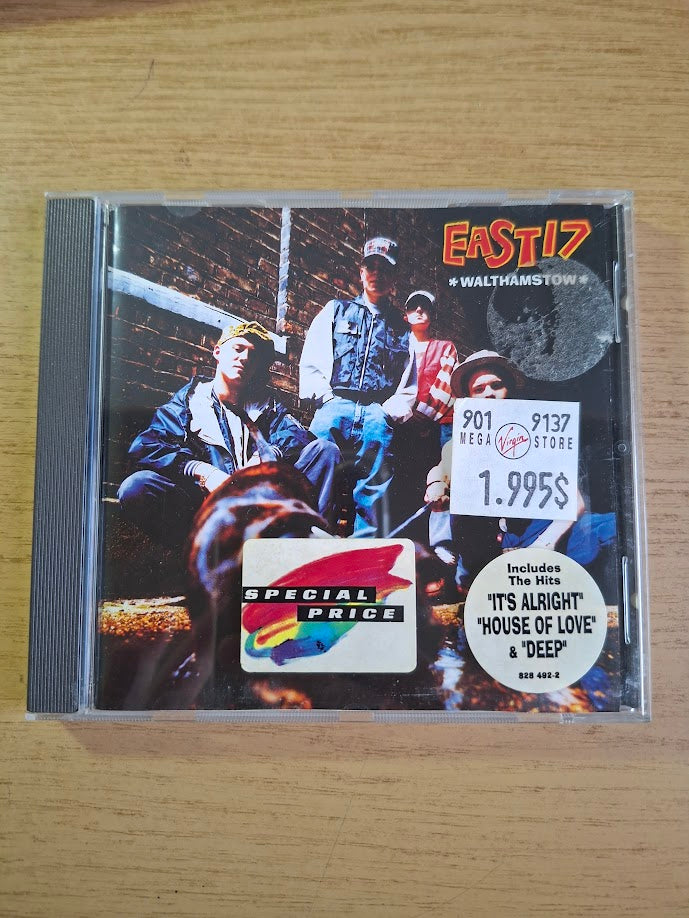 EAST 17
*WALTHAMSTOW*
901 9137
MEGA Virgin STORE
1.995$
SPECIAL
PRICE
Includes
The Hits
"IT'S ALRIGHT"
"HOUSE OF LOVE"
& "DEEP"
828 492-2